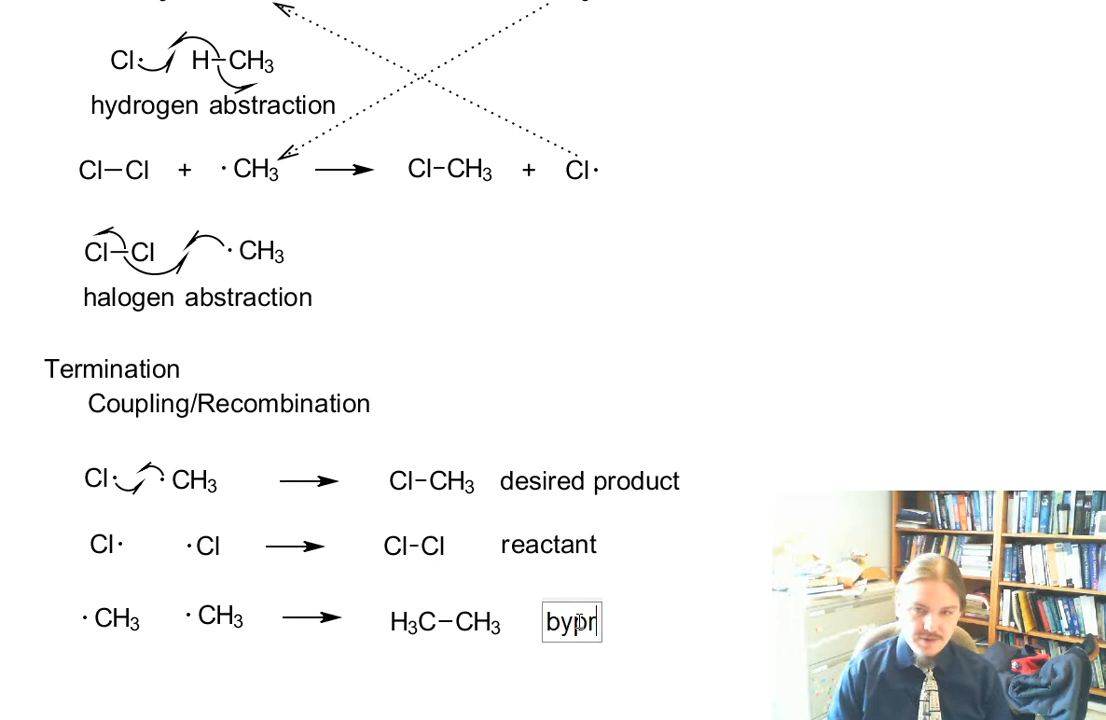 Cl· H–CH₃
hydrogen abstraction
Cl–Cl + ·CH₃ → Cl–CH₃ + Cl·
Cl–Cl ·CH₃
halogen abstraction
Termination
Coupling/Recombination
Cl· ·CH₃ → Cl–CH₃ desired product
Cl· ·Cl → Cl–Cl reactant
·CH₃ ·CH₃ → H₃C–CH₃ bypr